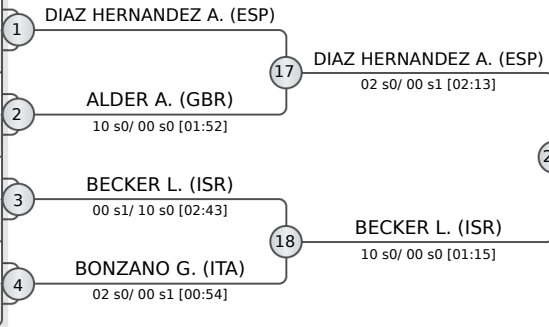 DIAZ HERNANDEZ A. (ESP)
1
17
DIAZ HERNANDEZ A. (ESP)
02 s0/ 00 s1 [02:13]
ALDER A. (GBR)
2
10 s0/ 00 s0 [01:52]
BECKER L. (ISR)
3
00 s1/ 10 s0 [02:43]
18
BECKER L. (ISR)
10 s0/ 00 s0 [01:15]
BONZANO G. (ITA)
4
02 s0/ 00 s1 [00:54]